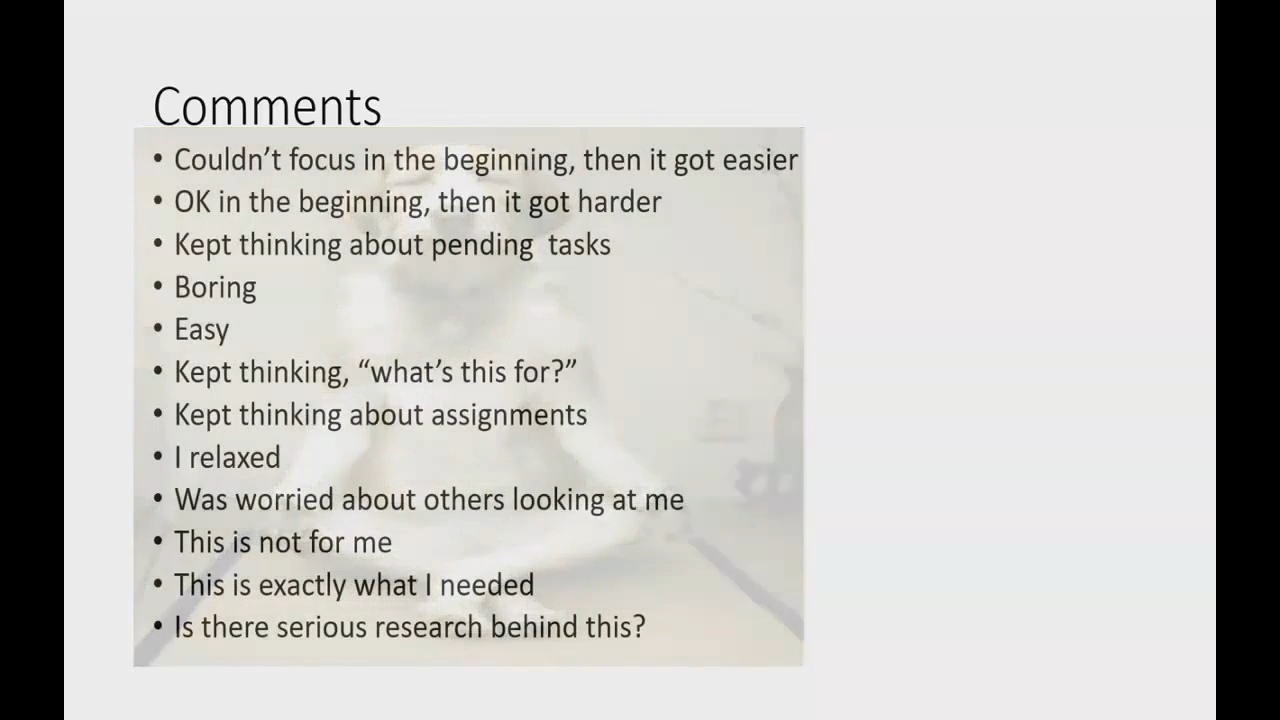 Comments
• Couldn’t focus in the beginning, then it got easier
• OK in the beginning, then it got harder
• Kept thinking about pending  tasks
• Boring
• Easy
• Kept thinking, “what’s this for?”
• Kept thinking about assignments
• I relaxed
• Was worried about others looking at me
• This is not for me
• This is exactly what I needed
• Is there serious research behind this?